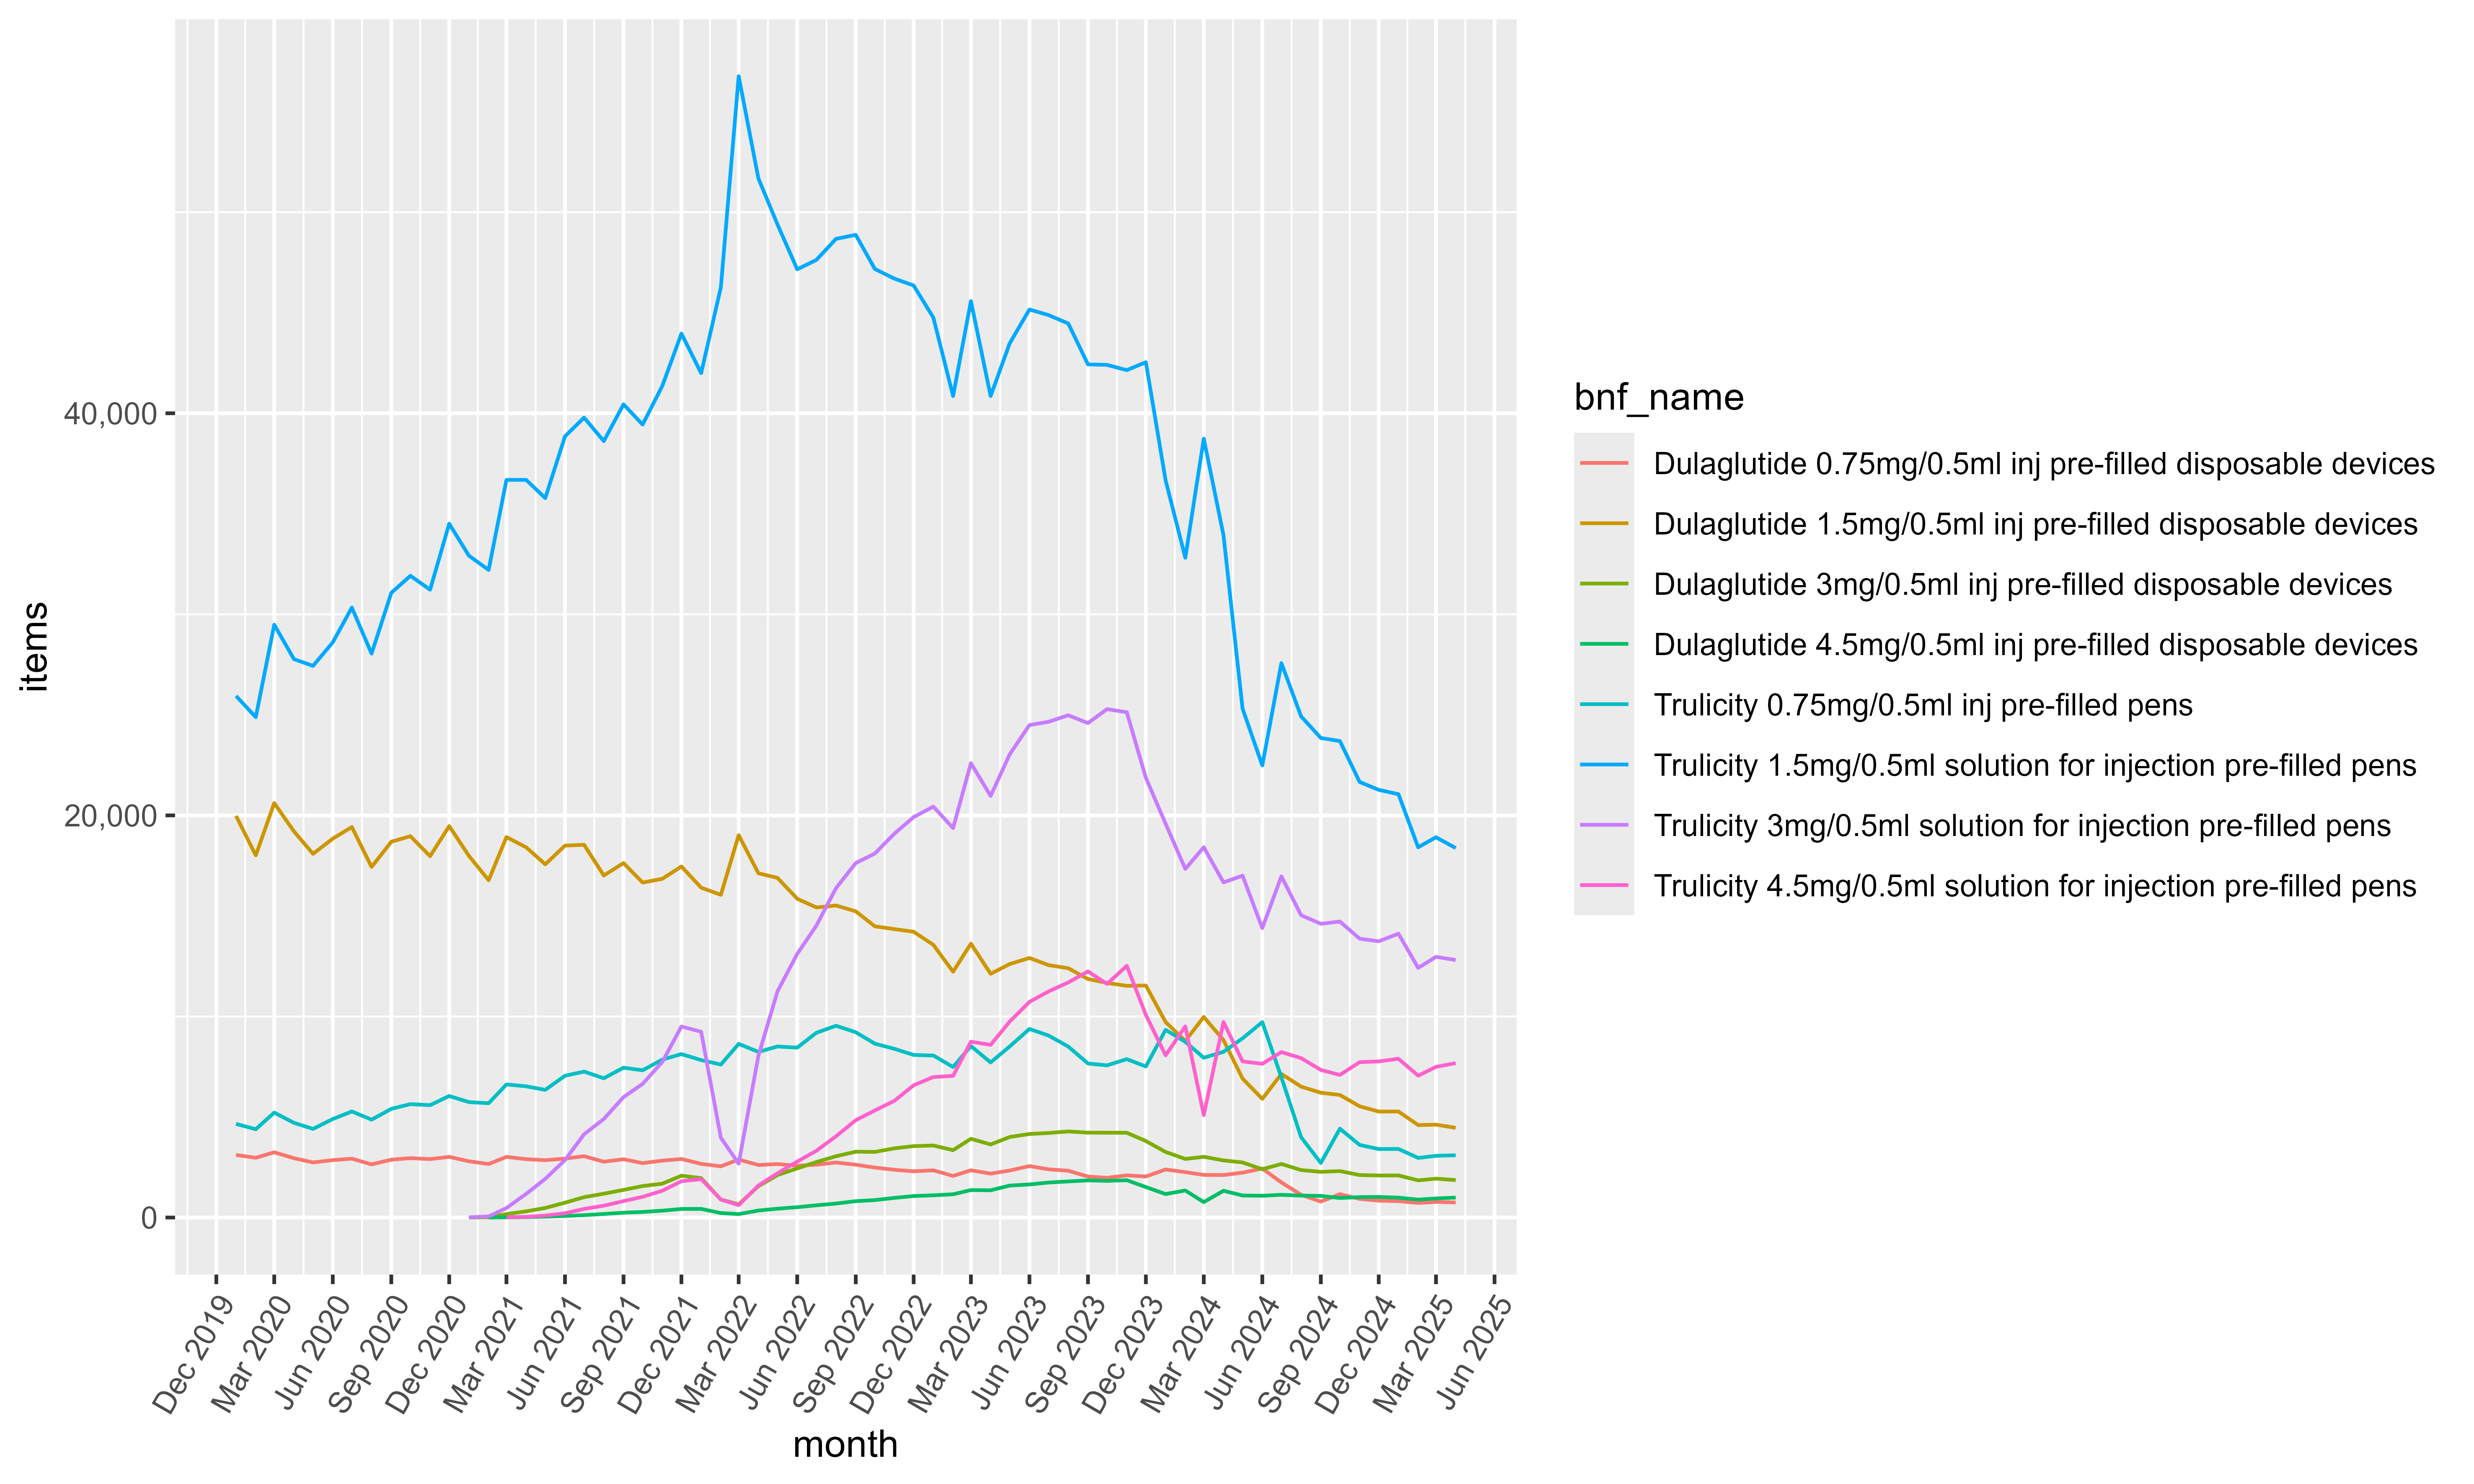 items
40,000
20,000
0
Dec 2019
Mar 2020
Jun 2020
Sep 2020
Dec 2020
Mar 2021
Jun 2021
Sep 2021
Dec 2021
Mar 2022
Jun 2022
Sep 2022
Dec 2022
Mar 2023
Jun 2023
Sep 2023
Dec 2023
Mar 2024
Jun 2024
Sep 2024
Dec 2024
Mar 2025
Jun 2025
month
bnf_name
Dulaglutide 0.75mg/0.5ml inj pre-filled disposable devices
Dulaglutide 1.5mg/0.5ml inj pre-filled disposable devices
Dulaglutide 3mg/0.5ml inj pre-filled disposable devices
Dulaglutide 4.5mg/0.5ml inj pre-filled disposable devices
Trulicity 0.75mg/0.5ml inj pre-filled pens
Trulicity 1.5mg/0.5ml solution for injection pre-filled pens
Trulicity 3mg/0.5ml solution for injection pre-filled pens
Trulicity 4.5mg/0.5ml solution for injection pre-filled pens